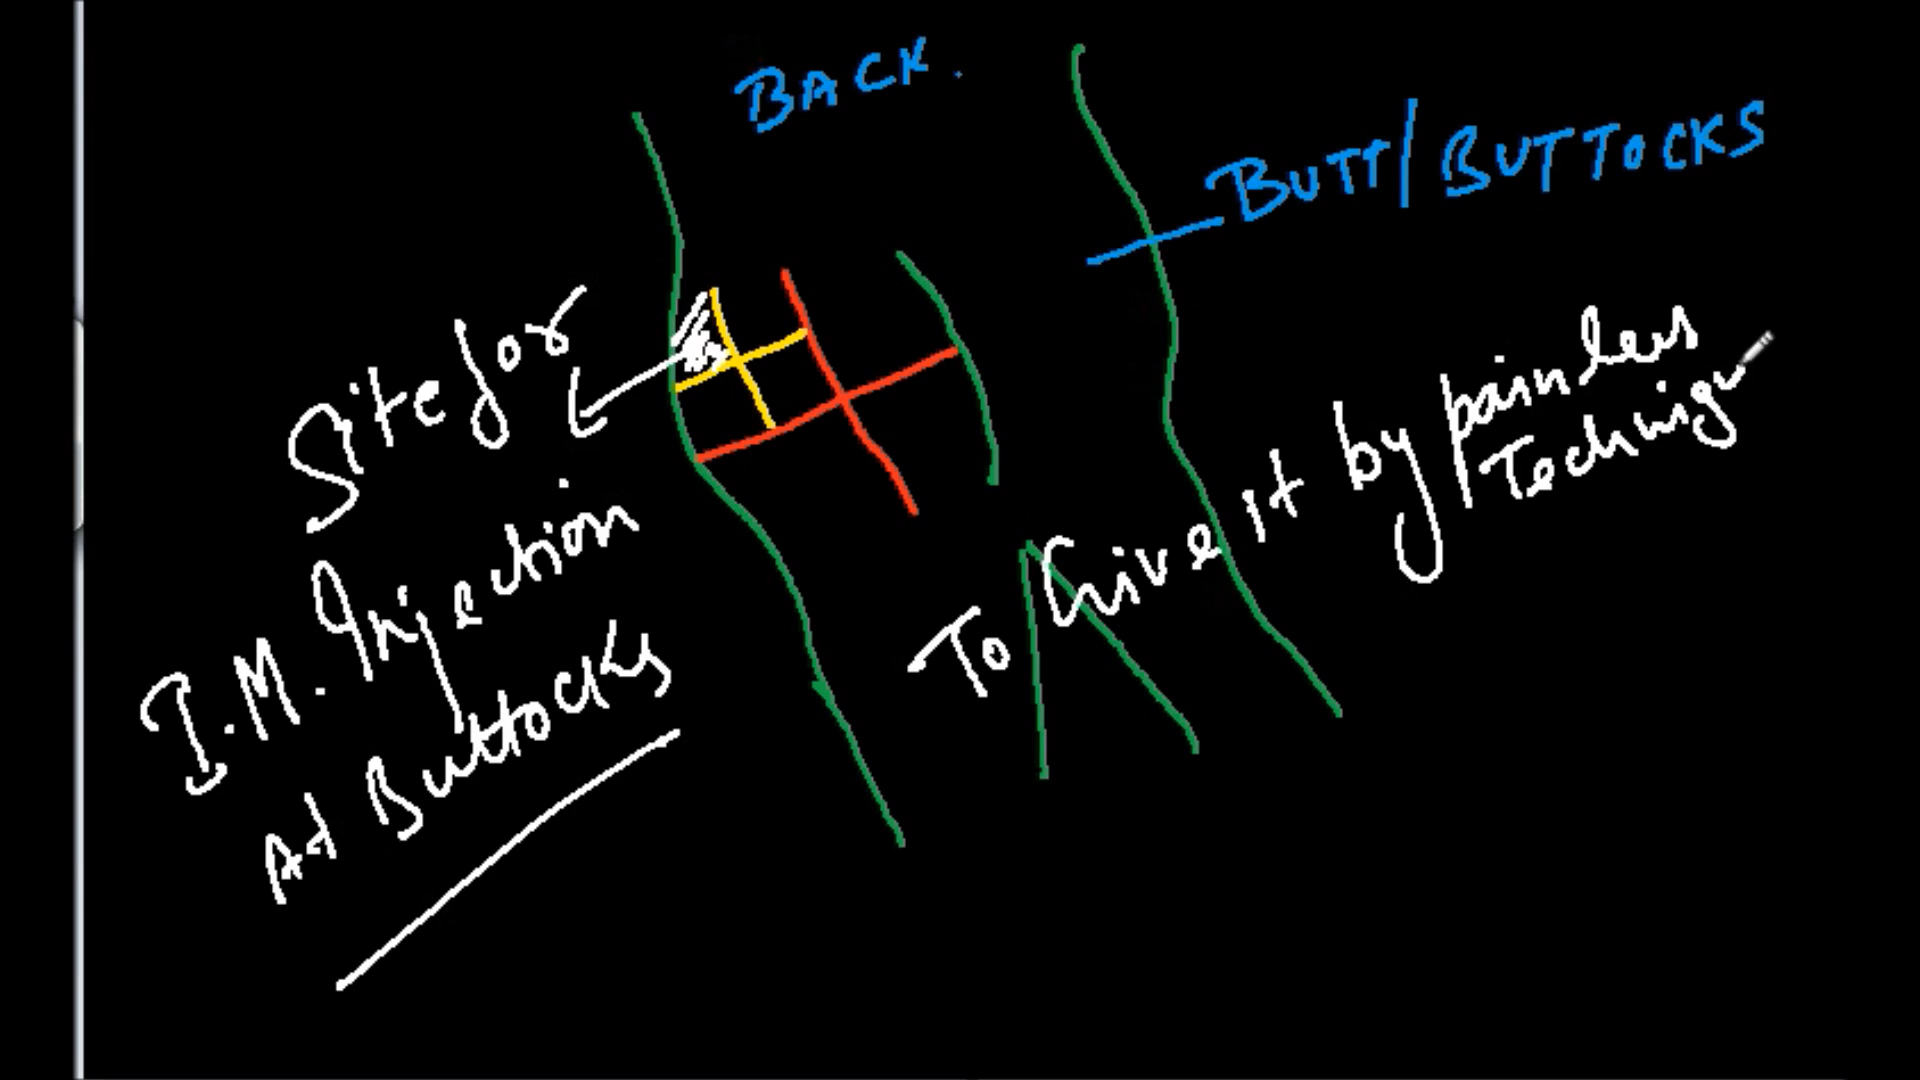 BACK.
BUTT/BUTTOCKS
Site for
I.M. Injection
At Buttocks
To Give it by painless
Techniqu